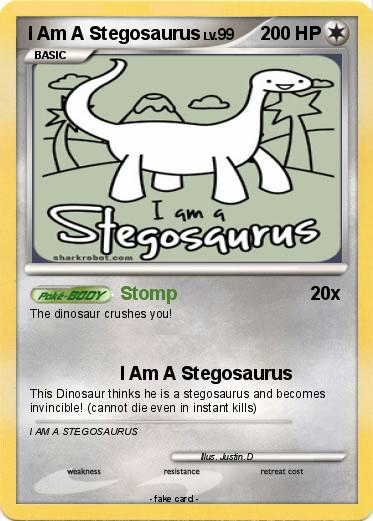 I Am A Stegosaurus LV.99 200 HP
BASIC
I am a
Stegosaurus
sharkrobot.com
Poké-BODY Stomp 20x
The dinosaur crushes you!
I Am A Stegosaurus
This Dinosaur thinks he is a stegosaurus and becomes
invincible! (cannot die even in instant kills)
I AM A STEGOSAURUS
Illus. Justin.D
weakness resistance retreat cost
- fake card -